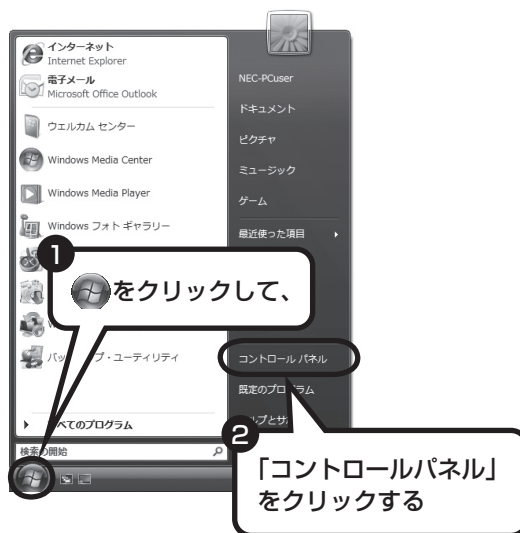 インターネット
Internet Explorer
電子メール
Microsoft Office Outlook
ウェルカム センター
Windows Media Center
Windows Media Player
Windows フォト ギャラリー
NEC-PCuser
ドキュメント
ピクチャ
ミュージック
ゲーム
最近使った項目
1
をクリックして、
コントロール パネル
既定のプログラム
ユーティリティ
べてのプログラム
検索の開始
2
「コントロールパネル」
をクリックする